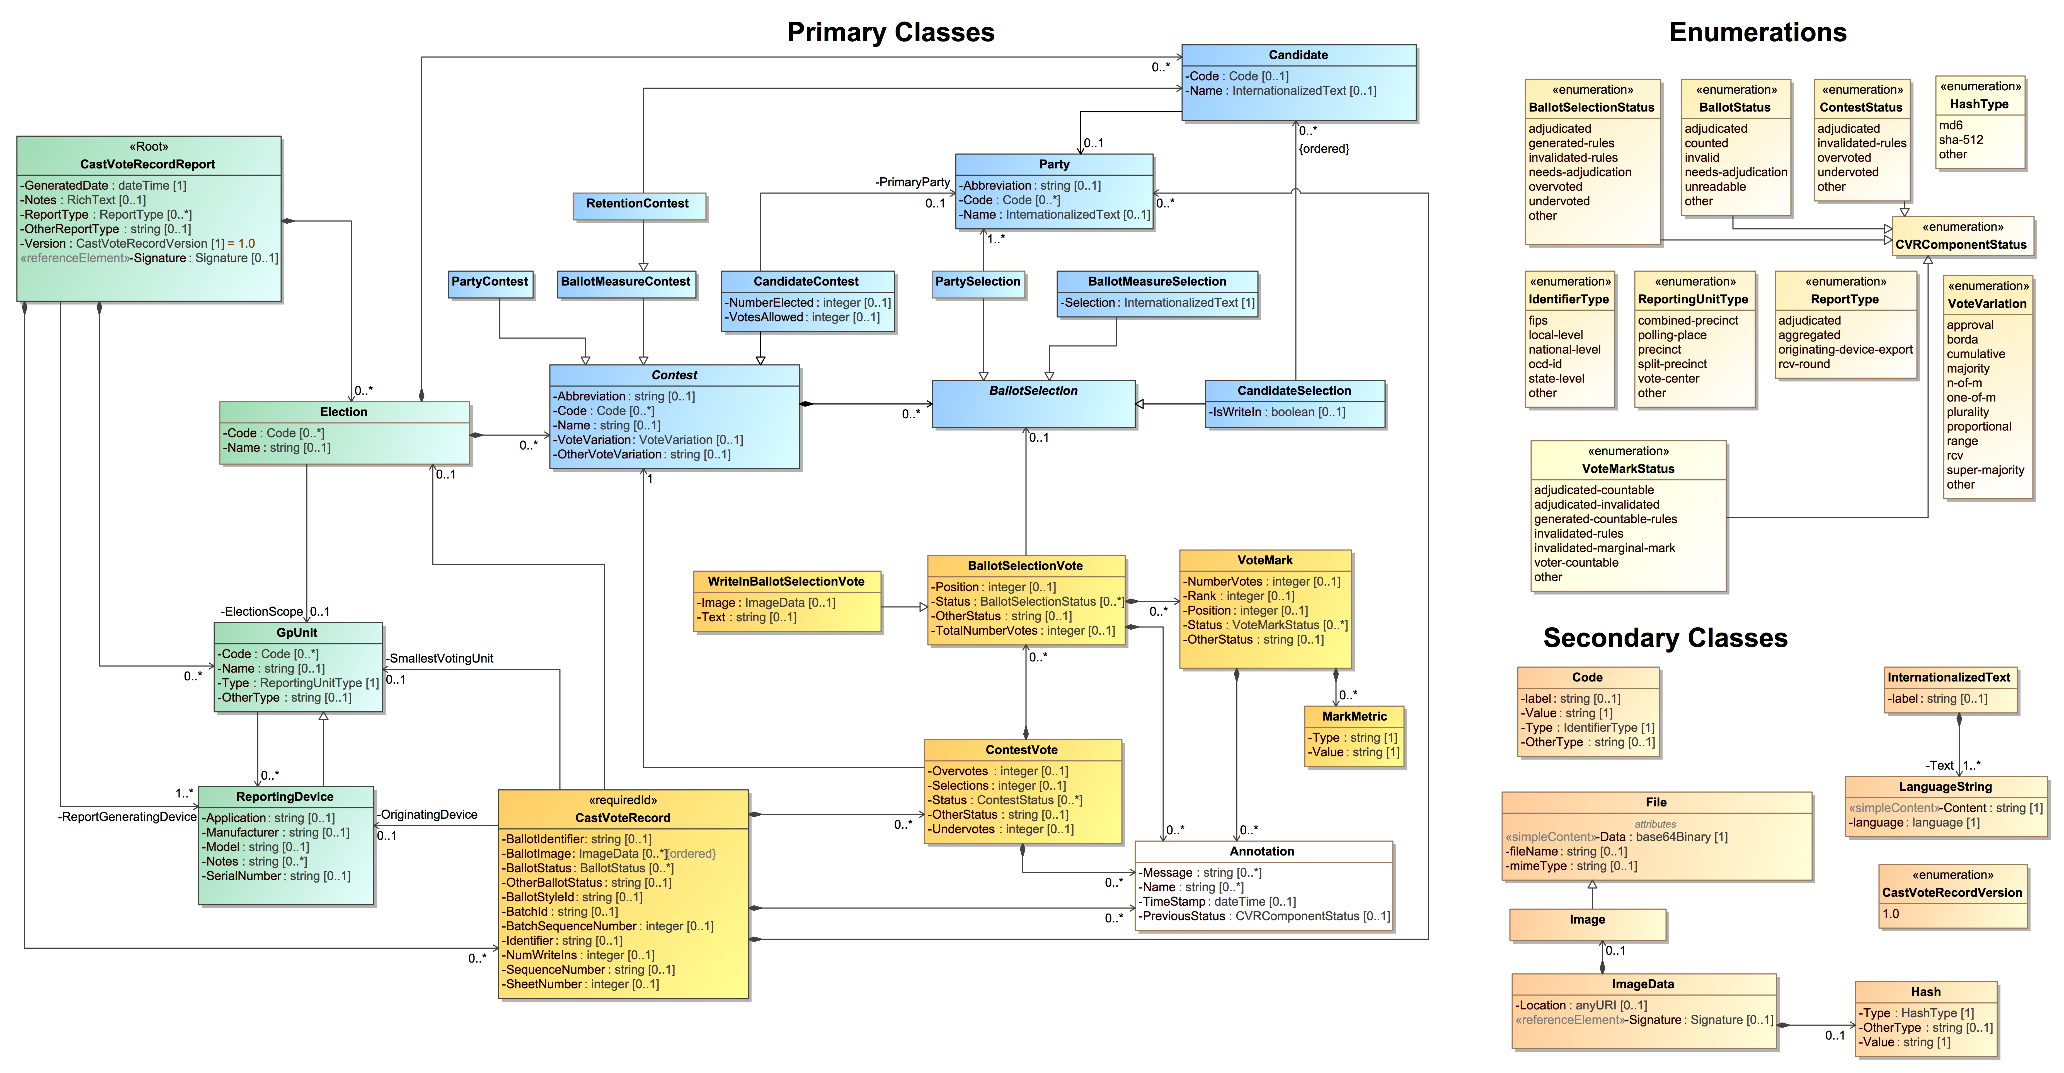 Primary Classes
Candidate
-Code : Code [0..1]
-Name : InternationalizedText [0..1]
0..*
0..1
0..*
{ordered}
«Root»
CastVoteRecordReport
-GeneratedDate : dateTime [1]
-Notes : RichText [0..1]
-ReportType : ReportType [0..*]
-OtherReportType : string [0..1]
-Version : CastVoteRecordVersion [1] = 1.0
«referenceElement»-Signature : Signature [0..1]
Party
-Abbreviation : string [0..1]
-Code : Code [0..*]
-Name : InternationalizedText [0..1]
-PrimaryParty
0..1
0..*
1..*
RetentionContest
PartyContest
BallotMeasureContest
CandidateContest
-NumberElected : integer [0..1]
-VotesAllowed : integer [0..1]
PartySelection
BallotMeasureSelection
-Selection : InternationalizedText [1]
Contest
-Abbreviation : string [0..1]
-Code : Code [0..*]
-Name : string [0..1]
-VoteVariation : VoteVariation [0..1]
-OtherVoteVariation : string [0..1]
0..*
BallotSelection
CandidateSelection
-IsWriteIn : boolean [0..1]
0..*
Election
-Code : Code [0..*]
-Name : string [0..1]
0..*
0..1
1
0..1
WriteInBallotSelectionVote
-Image : ImageData [0..1]
-Text : string [0..1]
BallotSelectionVote
-Position : integer [0..1]
-Status : BallotSelectionStatus [0..*]
-OtherStatus : string [0..1]
-TotalNumberVotes : integer [0..1]
0..*
0..*
VoteMark
-NumberVotes : integer [0..1]
-Rank : integer [0..1]
-Position : integer [0..1]
-Status : VoteMarkStatus [0..*]
-OtherStatus : string [0..1]
0..*
MarkMetric
-Type : string [1]
-Value : string [1]
-ElectionScope
0..1
GpUnit
-Code : Code [0..*]
-Name : string [0..1]
-Type : ReportingUnitType [1]
-OtherType : string [0..1]
0..*
-SmallestVotingUnit
0..1
0..*
1..*
-ReportGeneratingDevice
ReportingDevice
-Application : string [0..1]
-Manufacturer : string [0..1]
-Model : string [0..1]
-Notes : string [0..*]
-SerialNumber : string [0..1]
-OriginatingDevice
0..1
«requiredId»
CastVoteRecord
-BallotIdentifier: string [0..1]
-BallotImage: ImageData [0..*]{ordered}
-BallotStatus: BallotStatus [0..*]
-OtherBallotStatus : string [0..1]
-BallotStyleId : string [0..1]
-BatchId : string [0..1]
-BatchSequenceNumber : integer [0..1]
-Identifier : string [0..1]
-NumWriteIns : integer [0..1]
-SequenceNumber : string [0..1]
-SheetNumber : integer [0..1]
0..*
ContestVote
-Overvotes : integer [0..1]
-Selections : integer [0..1]
-Status : ContestStatus [0..*]
-OtherStatus : string [0..1]
-Undervotes : integer [0..1]
0..*
0..*
0..*
0..*
0..*
Annotation
-Message : string [0..*]
-Name : string [0..*]
-TimeStamp : dateTime [0..1]
-PreviousStatus : CVRComponentStatus [0..1]
Enumerations
«enumeration»
BallotSelectionStatus
adjudicated
generated-rules
invalidated-rules
needs-adjudication
overvoted
undervoted
other
«enumeration»
BallotStatus
adjudicated
counted
invalid
needs-adjudication
unreadable
other
«enumeration»
ContestStatus
adjudicated
invalidated-rules
overvoted
undervoted
other
«enumeration»
HashType
md6
sha-512
other
«enumeration»
CVRComponentStatus
«enumeration»
IdentifierType
fips
local-level
national-level
ocd-id
state-level
other
«enumeration»
ReportingUnitType
combined-precinct
polling-place
precinct
split-precinct
vote-center
other
«enumeration»
ReportType
adjudicated
aggregated
originating-device-export
rcv-round
«enumeration»
VoteVariation
approval
borda
cumulative
majority
n-of-m
one-of-m
plurality
proportional
range
rcv
super-majority
other
«enumeration»
VoteMarkStatus
adjudicated-countable
adjudicated-invalidated
generated-countable-rules
invalidated-rules
invalidated-marginal-mark
voter-countable
other
Secondary Classes
Code
-label : string [0..1]
-Value : string [1]
-Type : IdentifierType [1]
-OtherType : string [0..1]
InternationalizedText
-label : string [0..1]
-Text
1..*
LanguageString
«simpleContent»-Content : string [1]
-language : language [1]
File
attributes
«simpleContent»-Data : base64Binary [1]
-fileName : string [0..1]
-mimeType : string [0..1]
«enumeration»
CastVoteRecordVersion
1.0
Image
0..1
ImageData
-Location : anyURI [0..1]
«referenceElement»-Signature : Signature [0..1]
0..1
Hash
-Type : HashType [1]
-OtherType : string [0..1]
-Value : string [1]